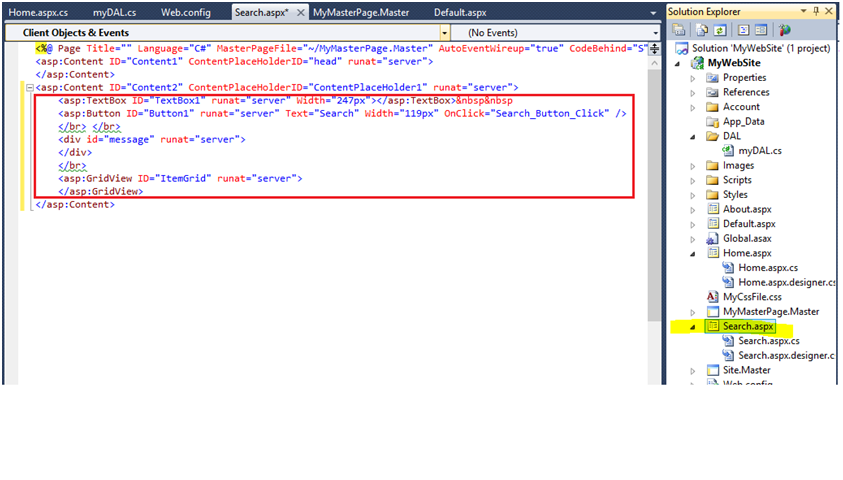 Home.aspx.cs myDAL.cs Web.config Search.aspx* MyMasterPage.Master Default.aspx
Client Objects & Events (No Events)
<%@ Page Title="" Language="C#" MasterPageFile="~/MyMasterPage.Master" AutoEventWireup="true" CodeBehind="S
<asp:Content ID="Content1" ContentPlaceHolderID="head" runat="server">
</asp:Content>
<asp:Content ID="Content2" ContentPlaceHolderID="ContentPlaceHolder1" runat="server">
<asp:TextBox ID="TextBox1" runat="server" Width="247px"></asp:TextBox>&nbsp&nbsp
<asp:Button ID="Button1" runat="server" Text="Search" Width="119px" OnClick="Search_Button_Click" />
</br> </br>
<div id="message" runat="server">
</div>
</br>
<asp:GridView ID="ItemGrid" runat="server">
</asp:GridView>
</asp:Content>
Solution Explorer
Solution 'MyWebSite' (1 project)
MyWebSite
Properties
References
Account
App_Data
DAL
myDAL.cs
Images
Scripts
Styles
About.aspx
Default.aspx
Global.asax
Home.aspx
Home.aspx.cs
Home.aspx.designer.cs
MyCssFile.css
MyMasterPage.Master
Search.aspx
Search.aspx.cs
Search.aspx.designer.c
Site.Master
Web.config